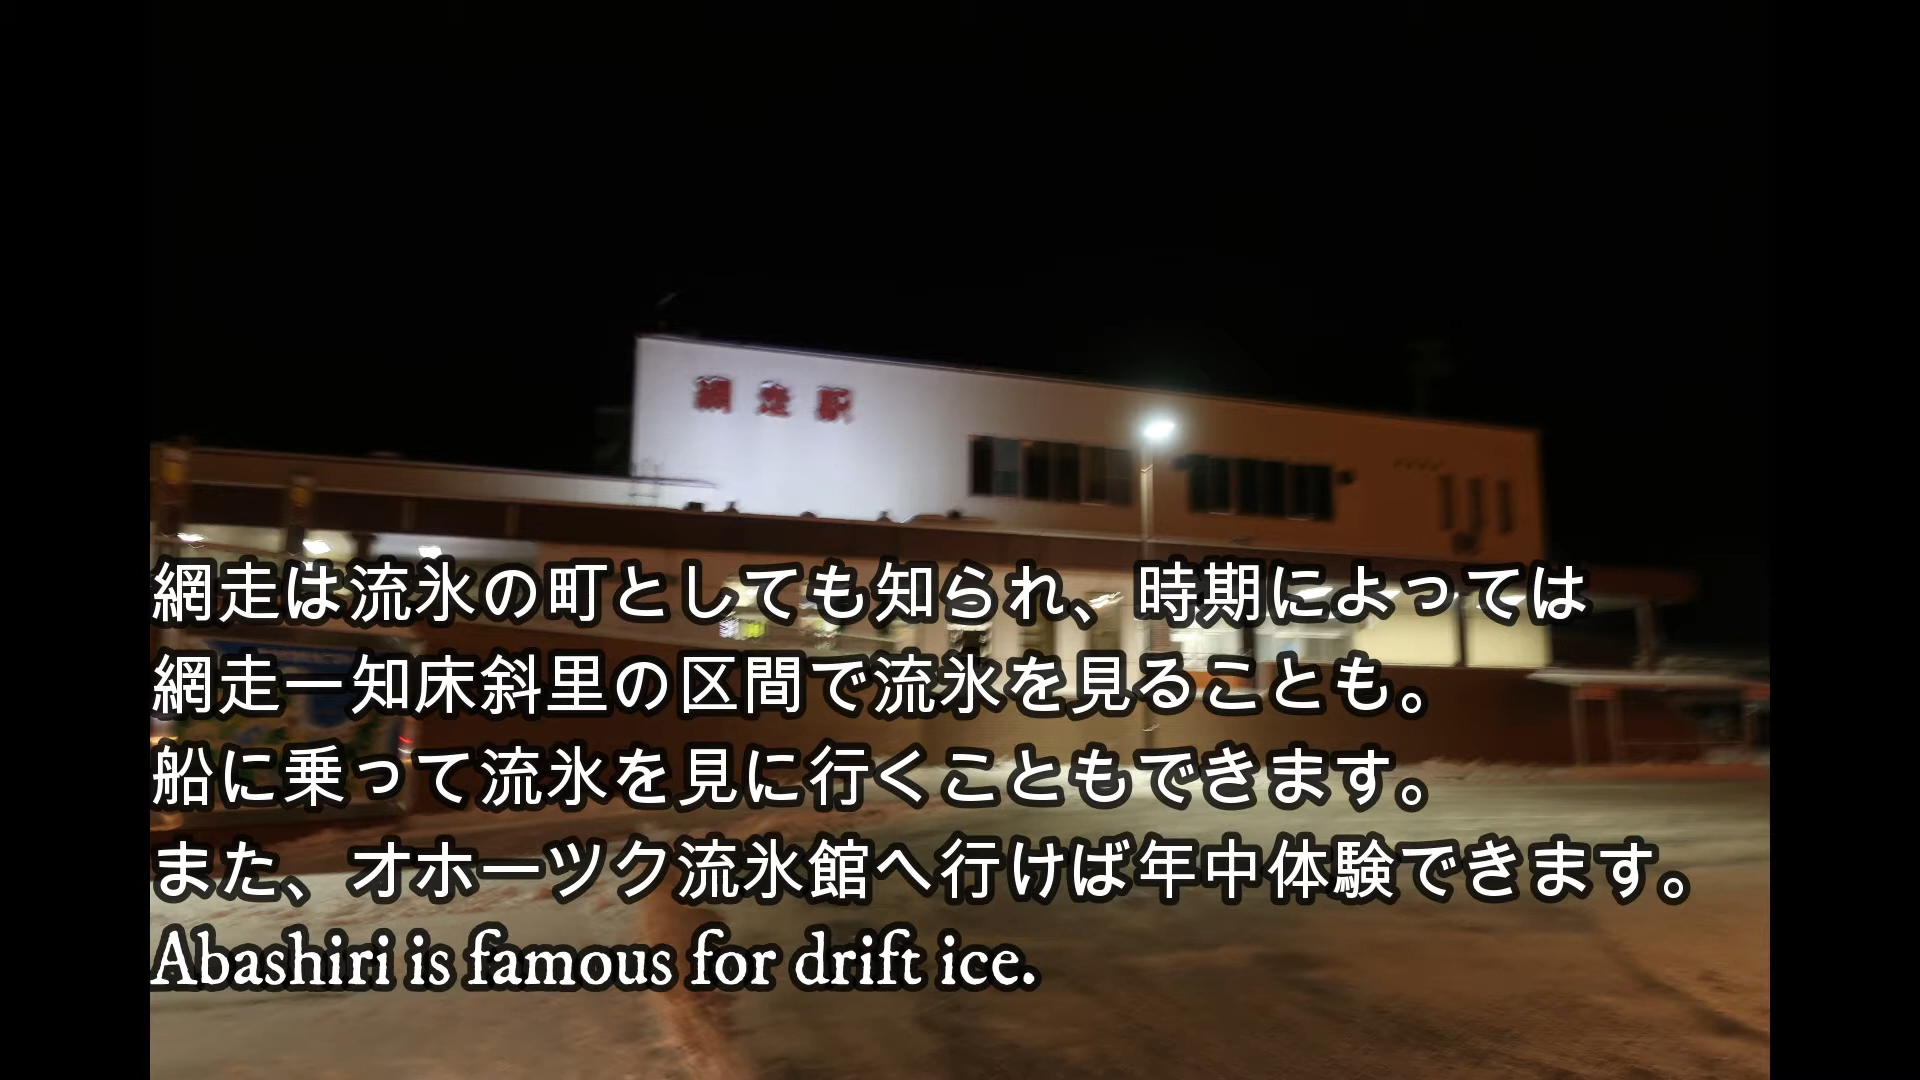 網走駅
網走は流氷の町としても知られ、時期によっては
網走ー知床斜里の区間で流氷を見ることも。
船に乗って流氷を見に行くこともできます。
また、オホーツク流氷館へ行けば年中体験できます。
Abashiri is famous for drift ice.